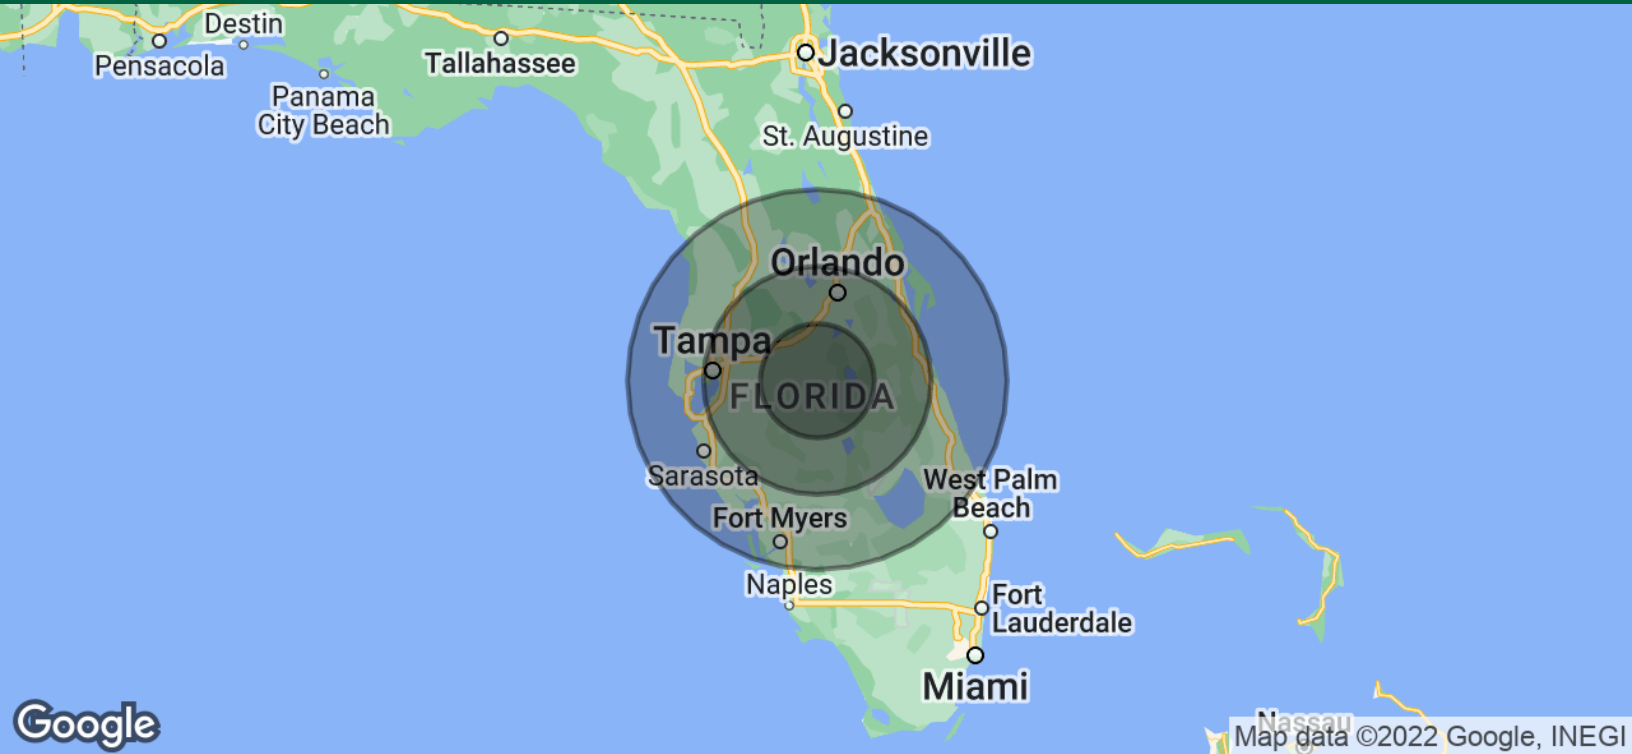 Destin
Pensacola
Tallahassee
Jacksonville
Panama
City Beach
St. Augustine
Orlando
Tampa
FLORIDA
Sarasota
West Palm
Beach
Fort Myers
Naples
Fort
Lauderdale
Miami
Nassau
Google
Map data ©2022 Google, INEGI